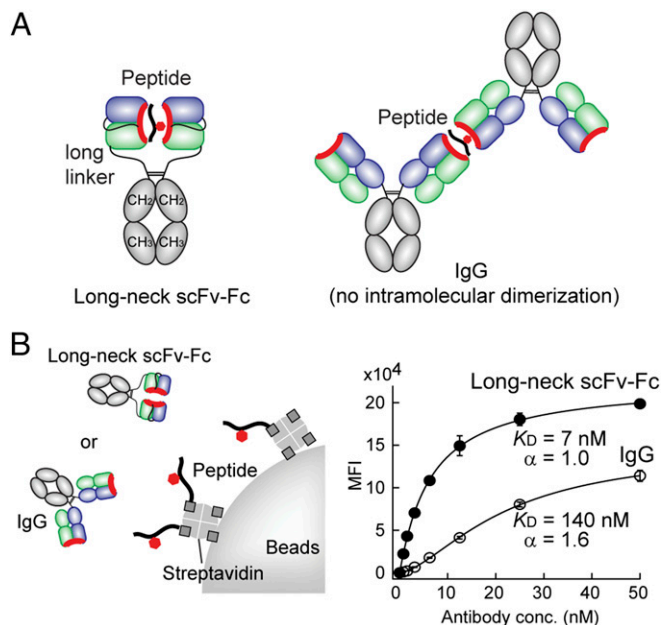 A
Peptide
long
linker
CH2 CH2
CH3 CH3
Long-neck scFv-Fc
Peptide
IgG
(no intramolecular dimerization)
B
Long-neck scFv-Fc
or
IgG
Peptide
Streptavidin
Beads
x10⁴
MFI
20
15
10
5
0
Long-neck scFv-Fc
KD = 7 nM
α = 1.0
IgG
KD = 140 nM
α = 1.6
0 10 20 30 40 50
Antibody conc. (nM)